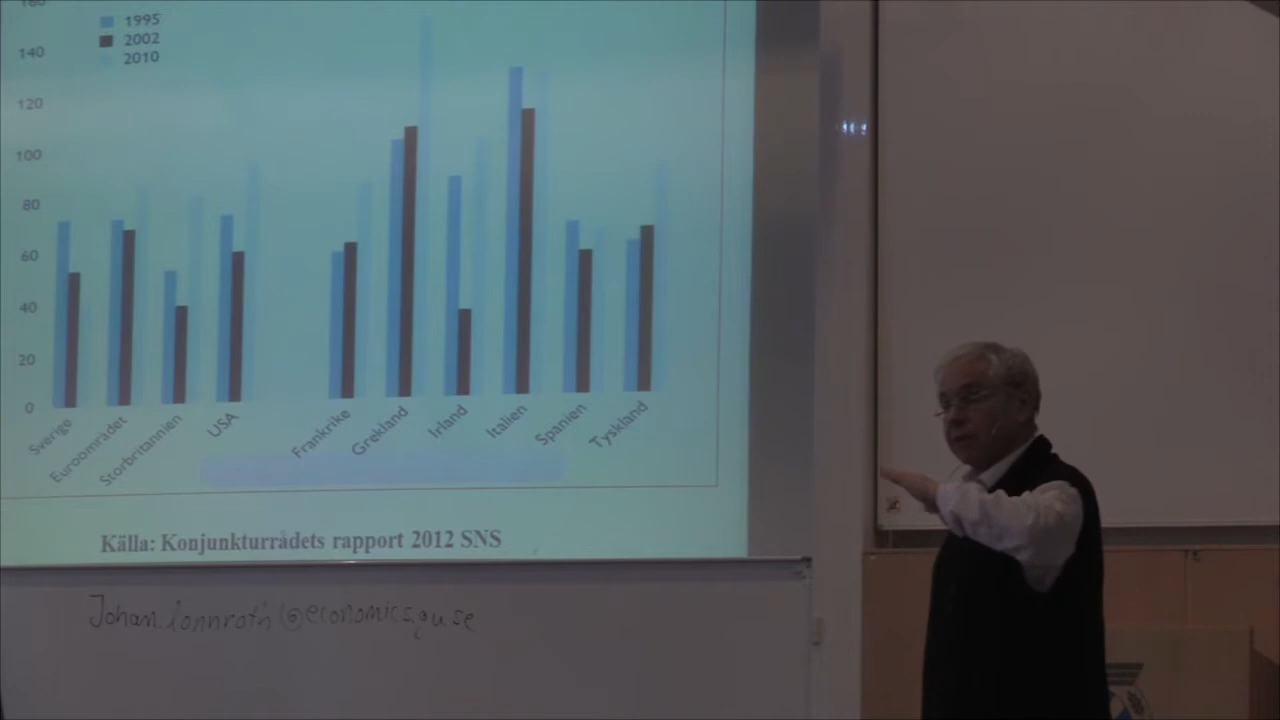 160
1995
140
2002
2010
120
100
80
60
40
20
0
Sverige
Euroområdet
Storbritannien
USA
Frankrike
Grekland
Irland
Italien
Spanien
Tyskland
Källa: Konjunkturrådets rapport 2012 SNS
Johan.lonnroth@economics.gu.se